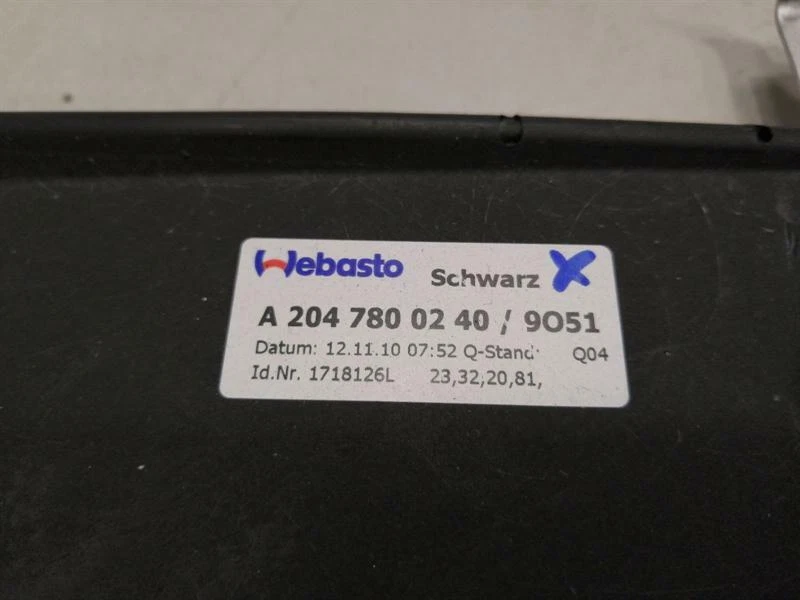 Webasto Schwarz
A 204 780 02 40 / 9O51
Datum: 12.11.10 07:52 Q-Stand: Q04
Id.Nr. 1718126L 23,32,20,81,